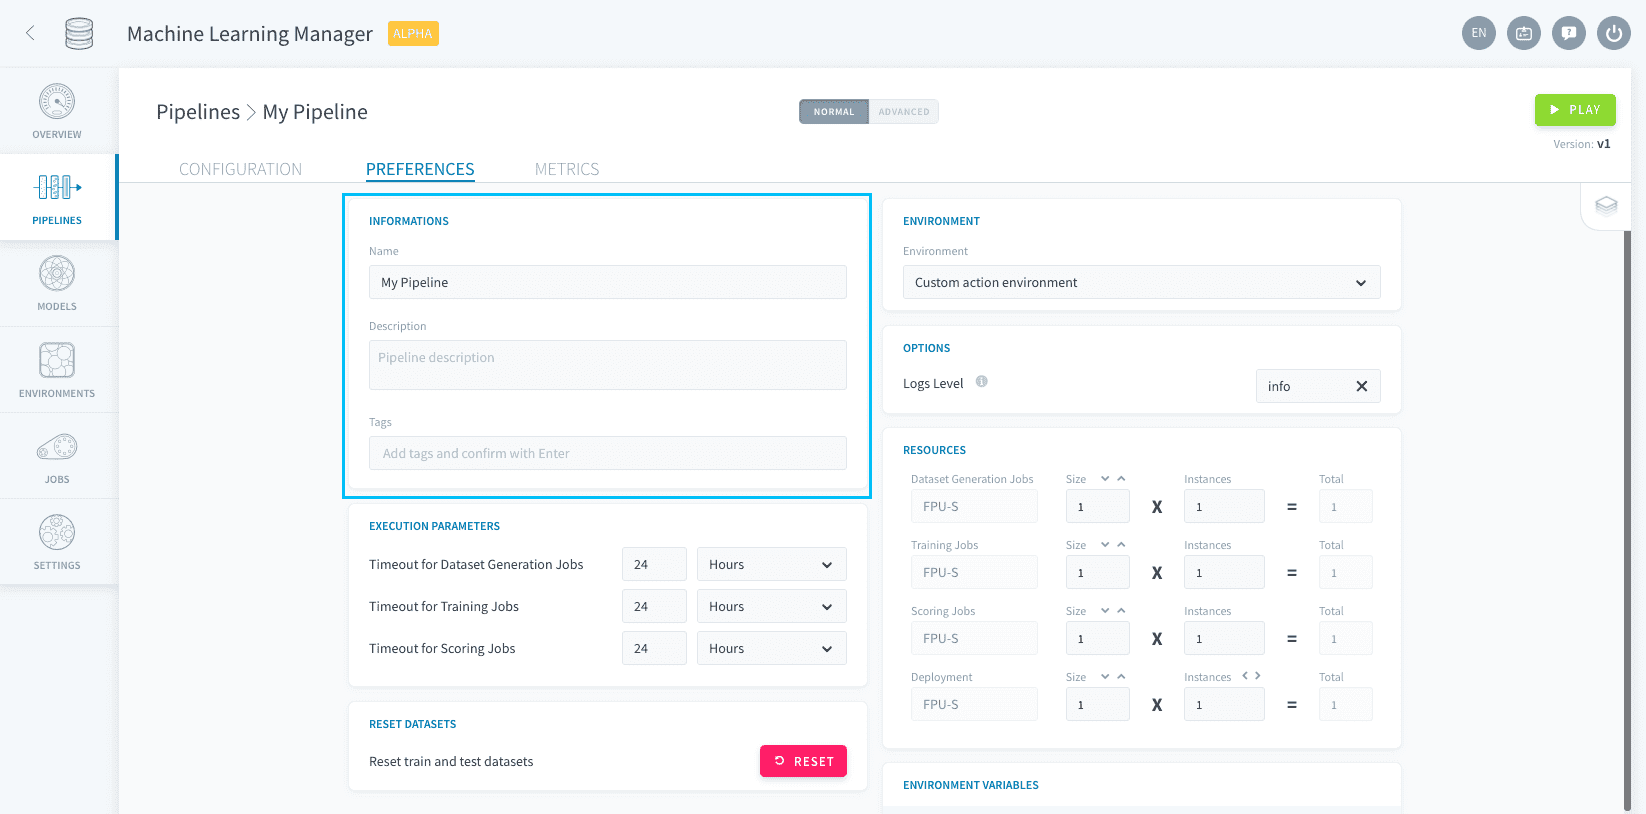 Machine Learning Manager ALPHA
EN
OVERVIEW
PIPELINES
MODELS
ENVIRONMENTS
JOBS
SETTINGS
Pipelines > My Pipeline
NORMAL ADVANCED
PLAY
Version: v1
CONFIGURATION PREFERENCES METRICS
INFORMATIONS
Name
My Pipeline
Description
Pipeline description
Tags
Add tags and confirm with Enter
EXECUTION PARAMETERS
Timeout for Dataset Generation Jobs 24 Hours
Timeout for Training Jobs 24 Hours
Timeout for Scoring Jobs 24 Hours
RESET DATASETS
Reset train and test datasets RESET
ENVIRONMENT
Environment
Custom action environment
OPTIONS
Logs Level info
RESOURCES
Dataset Generation Jobs Size Instances Total
FPU-S 1 X 1 = 1
Training Jobs Size Instances Total
FPU-S 1 X 1 = 1
Scoring Jobs Size Instances Total
FPU-S 1 X 1 = 1
Deployment Size Instances Total
FPU-S 1 X 1 = 1
ENVIRONMENT VARIABLES